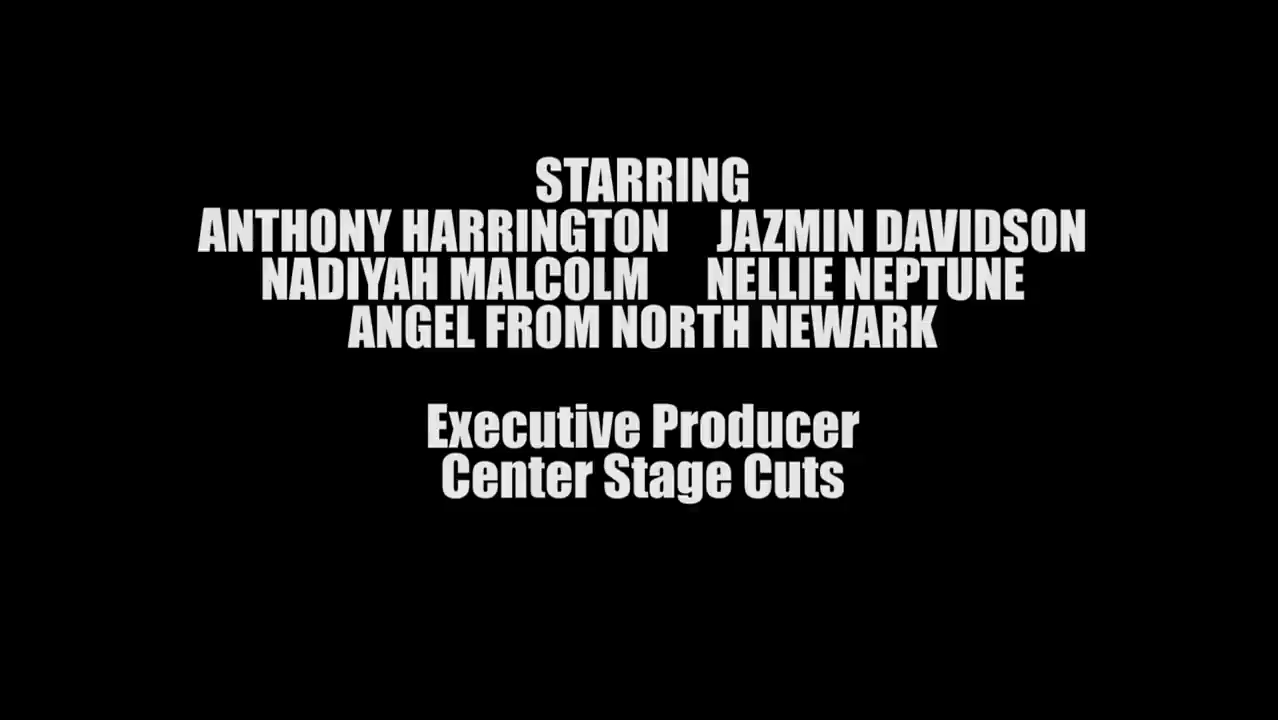 STARRING
ANTHONY HARRINGTON JAZMIN DAVIDSON
NADIYAH MALCOLM NELLIE NEPTUNE
ANGEL FROM NORTH NEWARK
Executive Producer
Center Stage Cuts